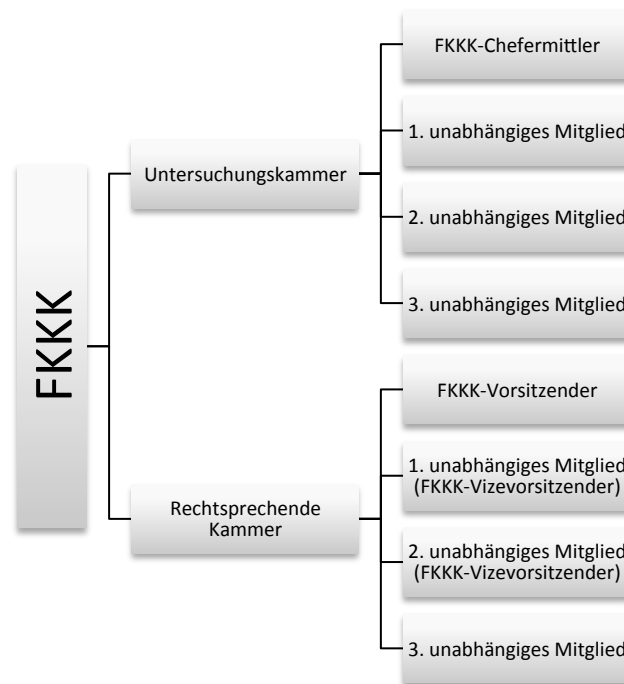 FKKK
Untersuchungskammer
FKKK-Chefermittler
1. unabhängiges Mitglied
2. unabhängiges Mitglied
3. unabhängiges Mitglied
Rechtsprechende
Kammer
FKKK-Vorsitzender
1. unabhängiges Mitglied
(FKKK-Vizevorsitzender)
2. unabhängiges Mitglied
(FKKK-Vizevorsitzender)
3. unabhängiges Mitglied